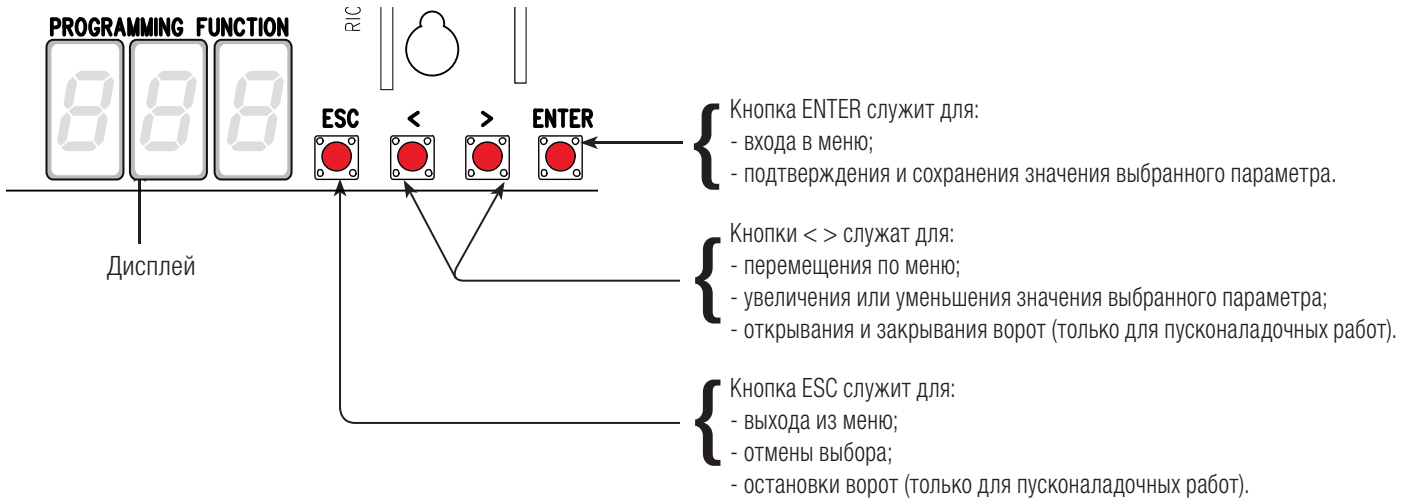 PROGRAMMING FUNCTION
RIC
ESC < > ENTER
Дисплей
Кнопка ENTER служит для:
- входа в меню;
- подтверждения и сохранения значения выбранного параметра.
Кнопки < > служат для:
- перемещения по меню;
- увеличения или уменьшения значения выбранного параметра;
- открывания и закрывания ворот (только для пусконаладочных работ).
Кнопка ESC служит для:
- выхода из меню;
- отмены выбора;
- остановки ворот (только для пусконаладочных работ).